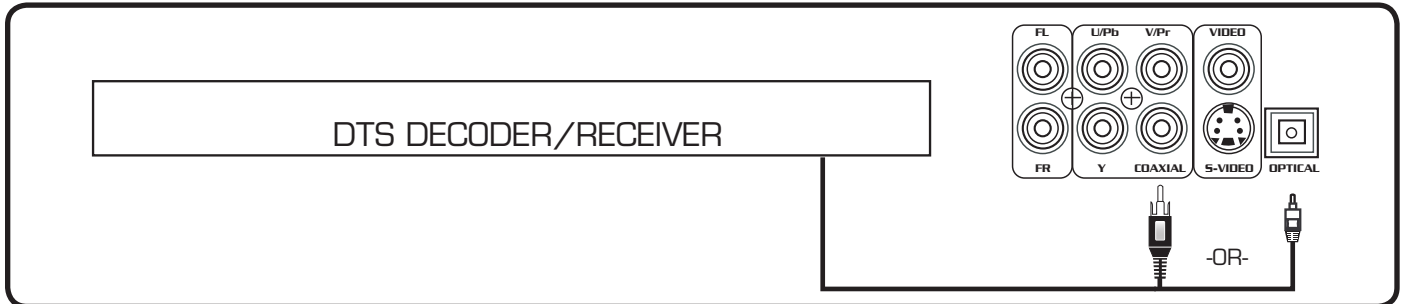 FL U/Pb V/Pr VIDEO
DTS DECODER/RECEIVER
FR Y COAXIAL S-VIDEO OPTICAL
-OR-